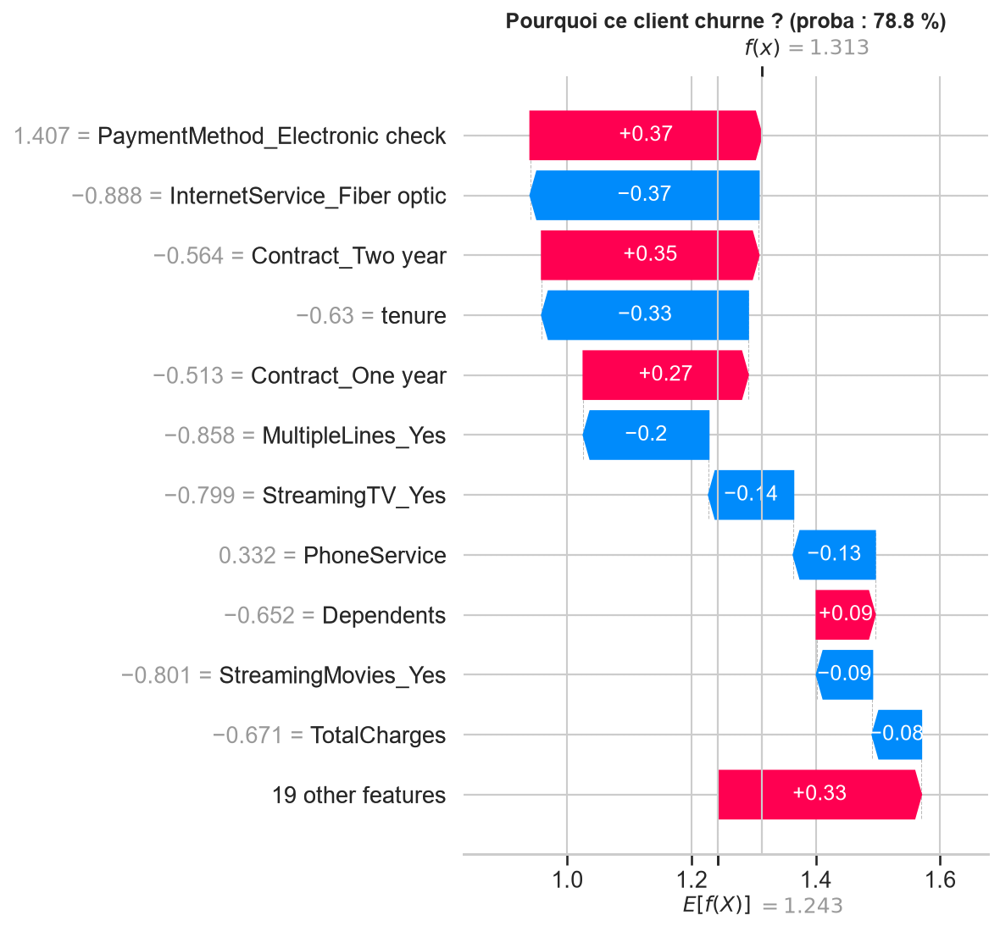 Pourquoi ce client churne ? (proba : 78.8 %)
f(x) = 1.313
1.407 = PaymentMethod_Electronic check
+0.37
−0.888 = InternetService_Fiber optic
−0.37
−0.564 = Contract_Two year
+0.35
−0.63 = tenure
−0.33
−0.513 = Contract_One year
+0.27
−0.858 = MultipleLines_Yes
−0.2
−0.799 = StreamingTV_Yes
−0.14
0.332 = PhoneService
−0.13
−0.652 = Dependents
+0.09
−0.801 = StreamingMovies_Yes
−0.09
−0.671 = TotalCharges
−0.08
19 other features
+0.33
1.0 1.2 1.4 1.6
E[f(X)] = 1.243